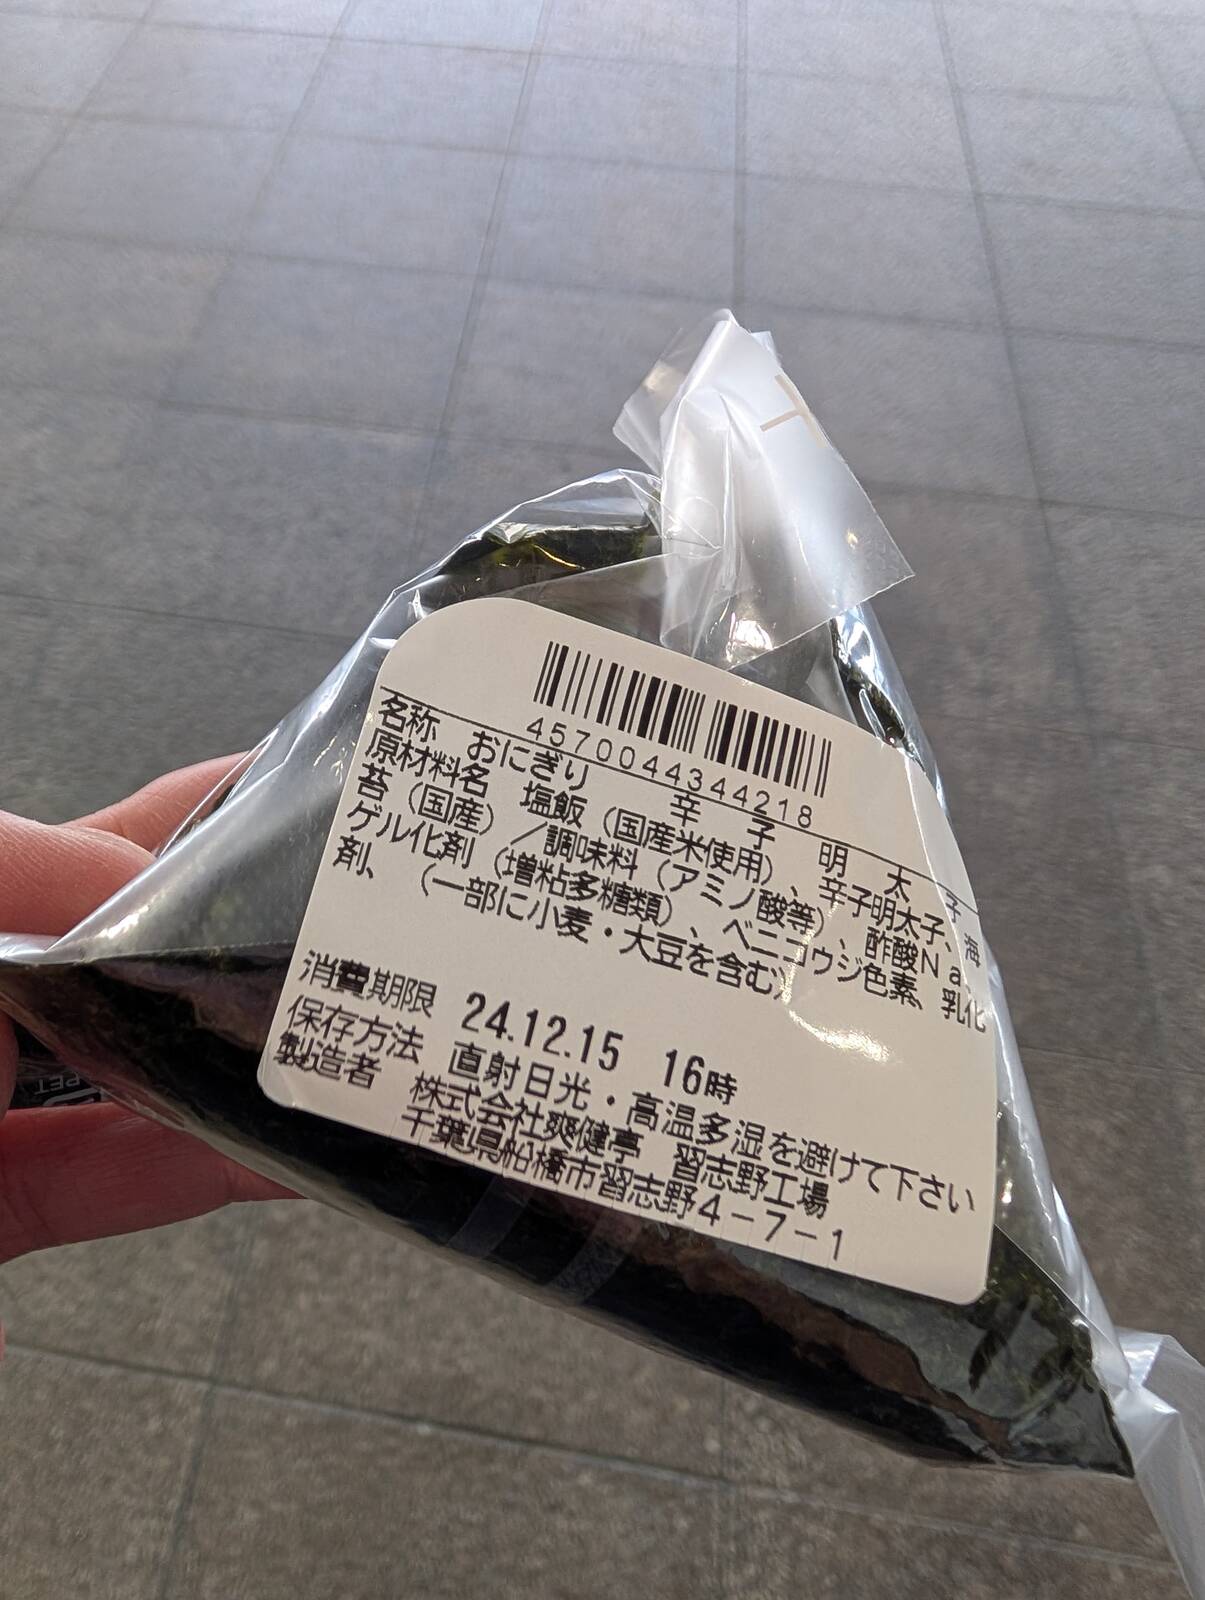 4570044344218
名称 おにぎり 辛子明太子
原材料名 塩飯（国産米使用）、辛子明太子、海
苔（国産）／調味料（アミノ酸等）、酢酸Na、
ゲル化剤（増粘多糖類）、ベニコウジ色素、乳化
剤、（一部に小麦・大豆を含む）
消費期限 24.12.15 16時
保存方法 直射日光・高温多湿を避けて下さい
製造者 株式会社爽健亭 習志野工場
千葉県船橋市習志野4－7－1
PET